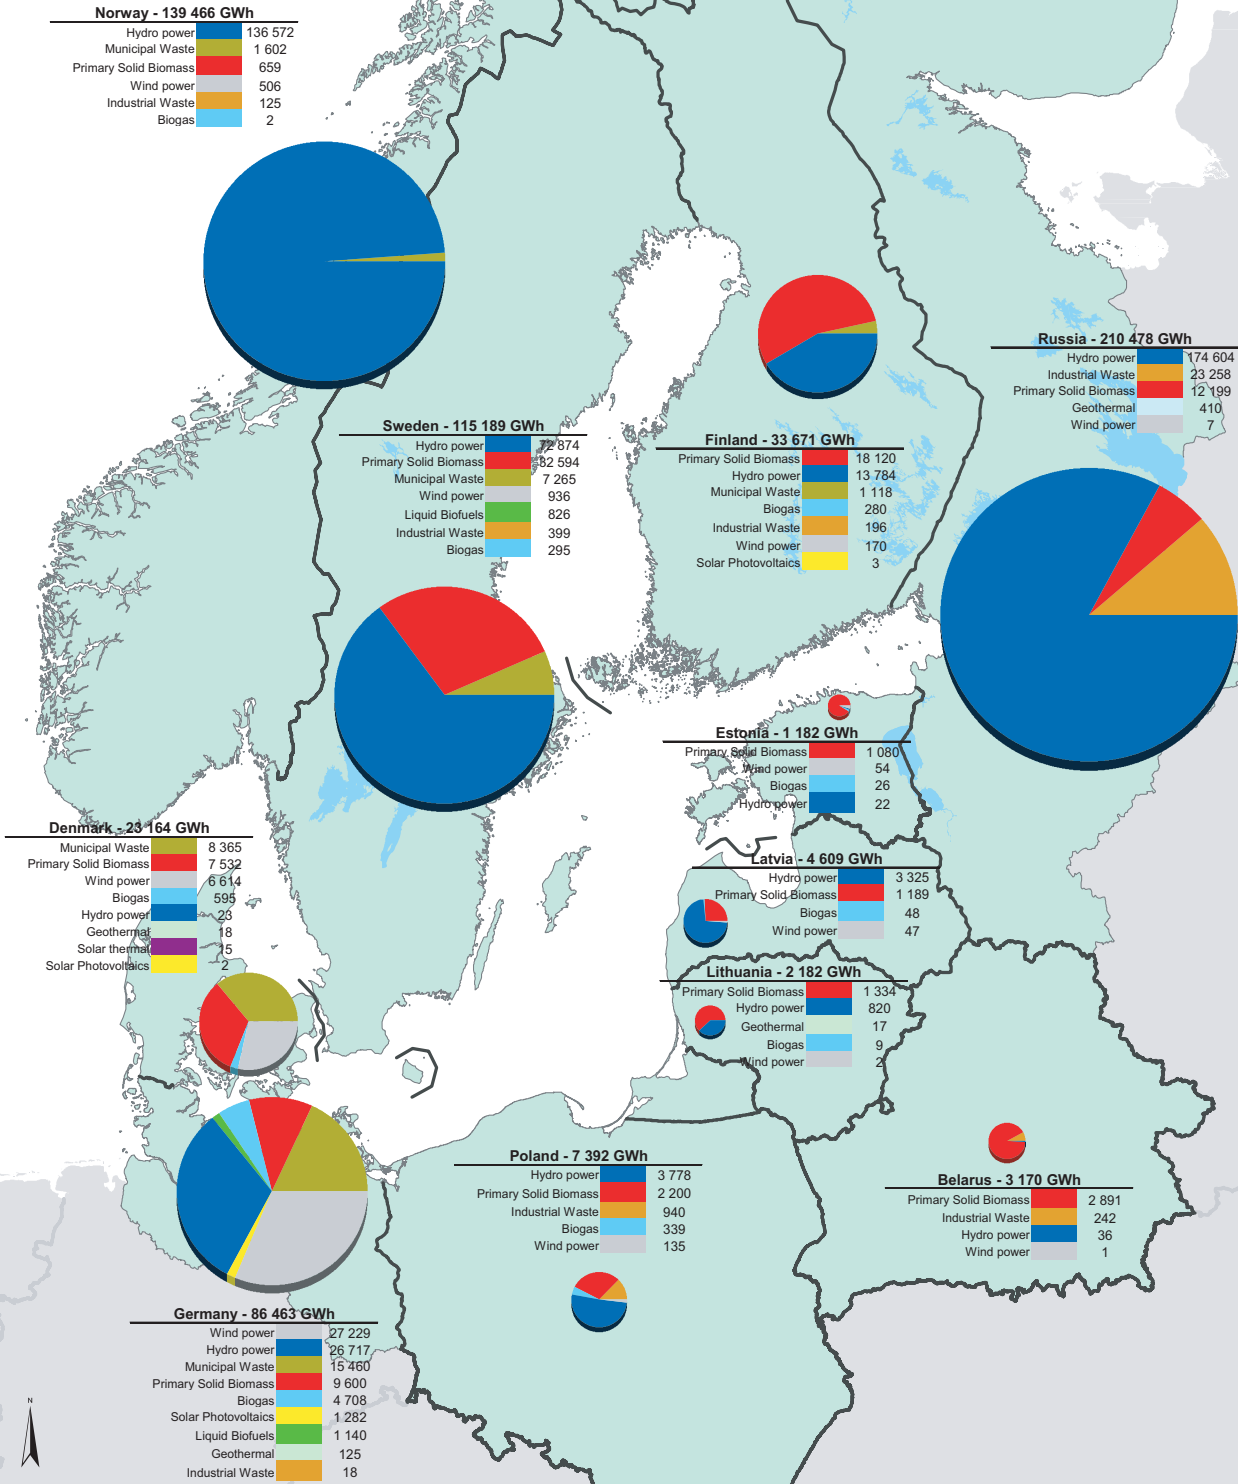 Norway - 139 466 GWh
Hydro power 136 572
Municipal Waste 1 602
Primary Solid Biomass 659
Wind power 506
Industrial Waste 125
Biogas 2
Russia - 210 478 GWh
Hydro power 174 604
Industrial Waste 23 258
Primary Solid Biomass 12 199
Geothermal 410
Wind power 7
Sweden - 115 189 GWh
Hydro power 72 874
Primary Solid Biomass 32 594
Municipal Waste 7 265
Wind power 936
Liquid Biofuels 826
Industrial Waste 399
Biogas 295
Finland - 33 671 GWh
Primary Solid Biomass 18 120
Hydro power 13 784
Municipal Waste 1 118
Biogas 280
Industrial Waste 196
Wind power 170
Solar Photovoltaics 3
Estonia - 1 182 GWh
Primary Solid Biomass 1 080
Wind power 54
Biogas 26
Hydro power 22
Denmark - 23 164 GWh
Municipal Waste 8 365
Primary Solid Biomass 7 532
Wind power 6 614
Biogas 595
Hydro power 23
Geothermal 18
Solar thermal 15
Solar Photovoltaics 2
Latvia - 4 609 GWh
Hydro power 3 325
Primary Solid Biomass 1 189
Biogas 48
Wind power 47
Lithuania - 2 182 GWh
Primary Solid Biomass 1 334
Hydro power 820
Geothermal 17
Biogas 9
Wind power 2
Poland - 7 392 GWh
Hydro power 3 778
Primary Solid Biomass 2 200
Industrial Waste 940
Biogas 339
Wind power 135
Belarus - 3 170 GWh
Primary Solid Biomass 2 891
Industrial Waste 242
Hydro power 36
Wind power 1
Germany - 86 463 GWh
Wind power 27 229
Hydro power 26 717
Municipal Waste 15 460
Primary Solid Biomass 9 600
Biogas 4 708
Solar Photovoltaics 1 282
Liquid Biofuels 1 140
Geothermal 125
Industrial Waste 18
N